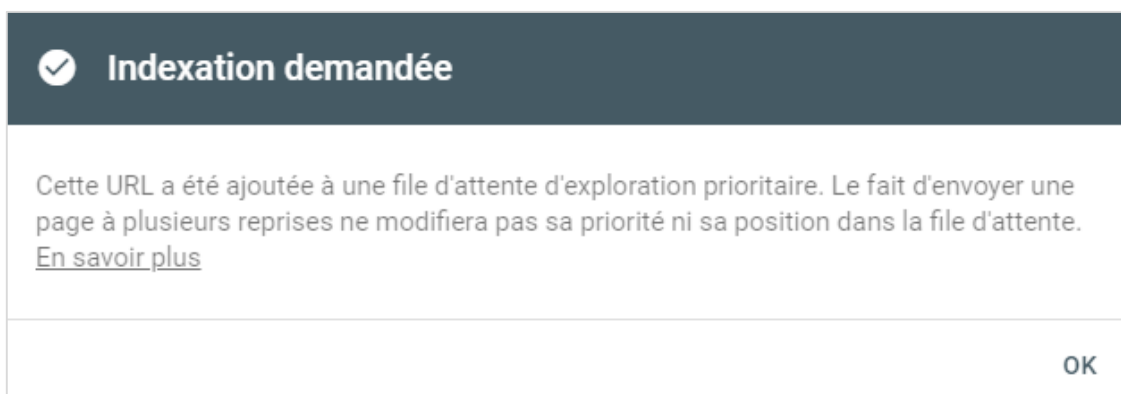 Indexation demandée
Cette URL a été ajoutée à une file d'attente d'exploration prioritaire. Le fait d'envoyer une
page à plusieurs reprises ne modifiera pas sa priorité ni sa position dans la file d'attente.
En savoir plus
OK